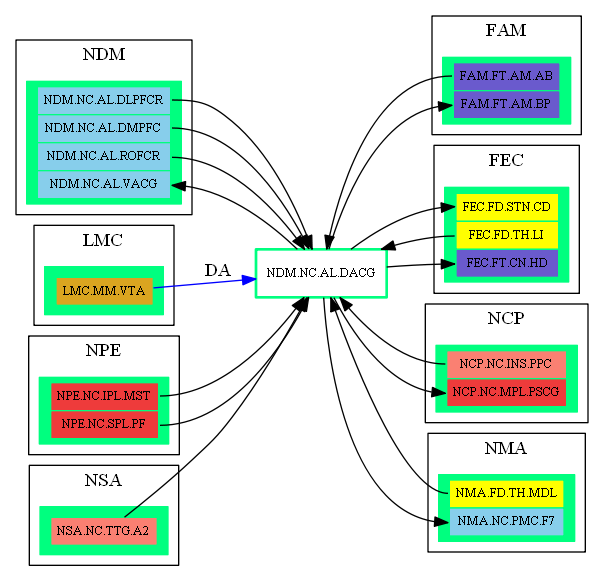 NDM
NDM.NC.AL.DLPFCR
NDM.NC.AL.DMPFC
NDM.NC.AL.ROFCR
NDM.NC.AL.VACG
LMC
LMC.MM.VTA
DA
NPE
NPE.NC.IPL.MST
NPE.NC.SPL.PF
NSA
NSA.NC.TTG.A2
NDM.NC.AL.DACG
FAM
FAM.FT.AM.AB
FAM.FT.AM.BP
FEC
FEC.FD.STN.CD
FEC.FD.TH.LI
FEC.FT.CN.HD
NCP
NCP.NC.INS.PPC
NCP.NC.MPL.PSCG
NMA
NMA.FD.TH.MDL
NMA.NC.PMC.F7